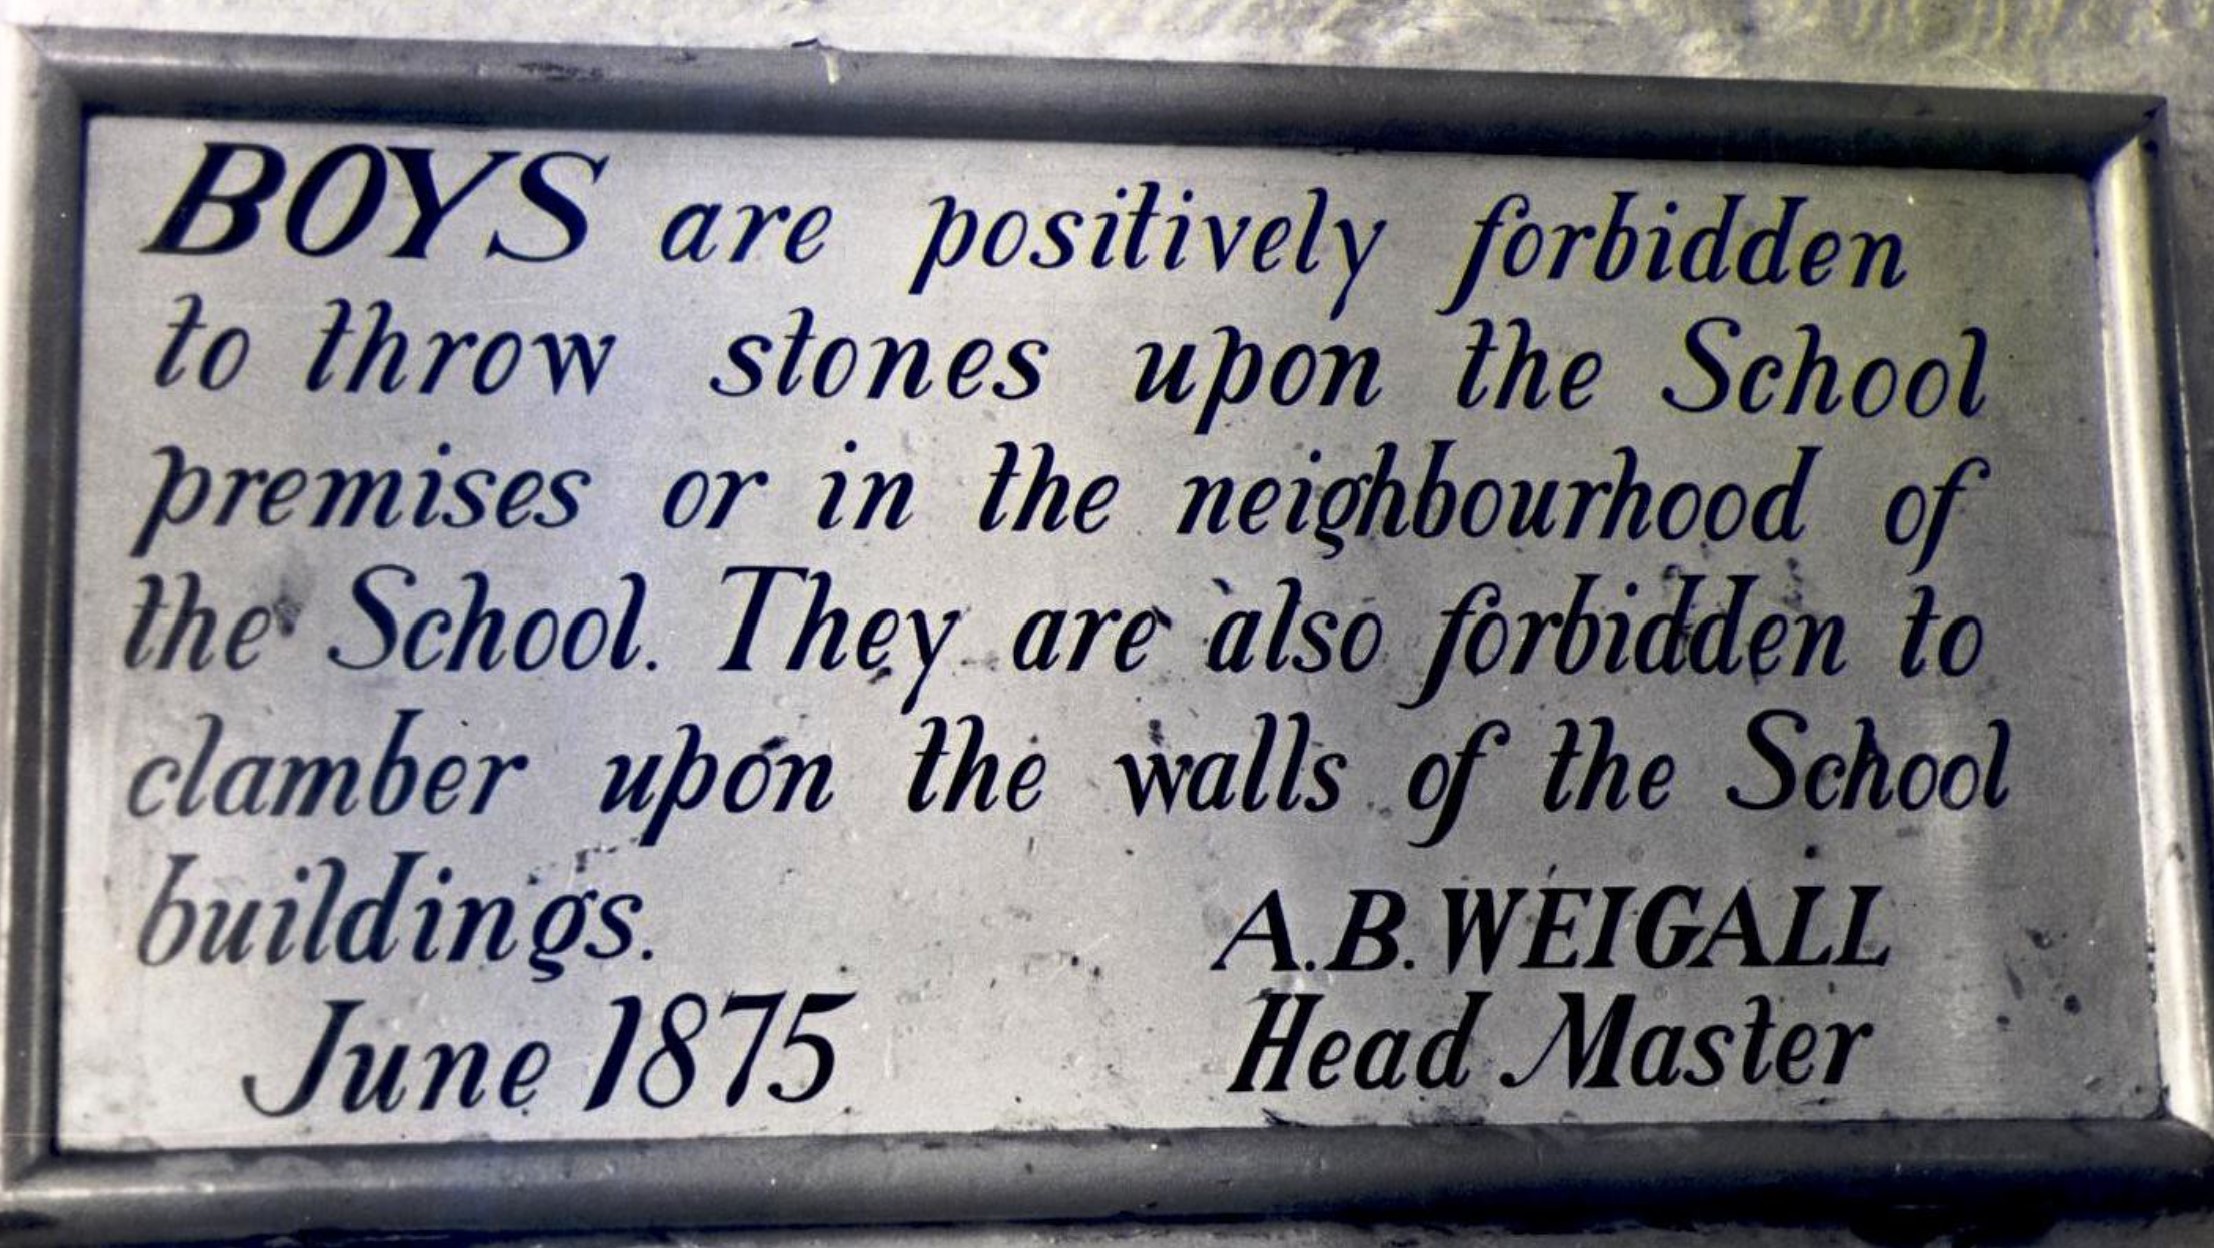 BOYS are positively forbidden
to throw stones upon the School
premises or in the neighbourhood of
the School. They are also forbidden to
clamber upon the walls of the School
buildings.
A.B. WEIGALL
June 1875
Head Master